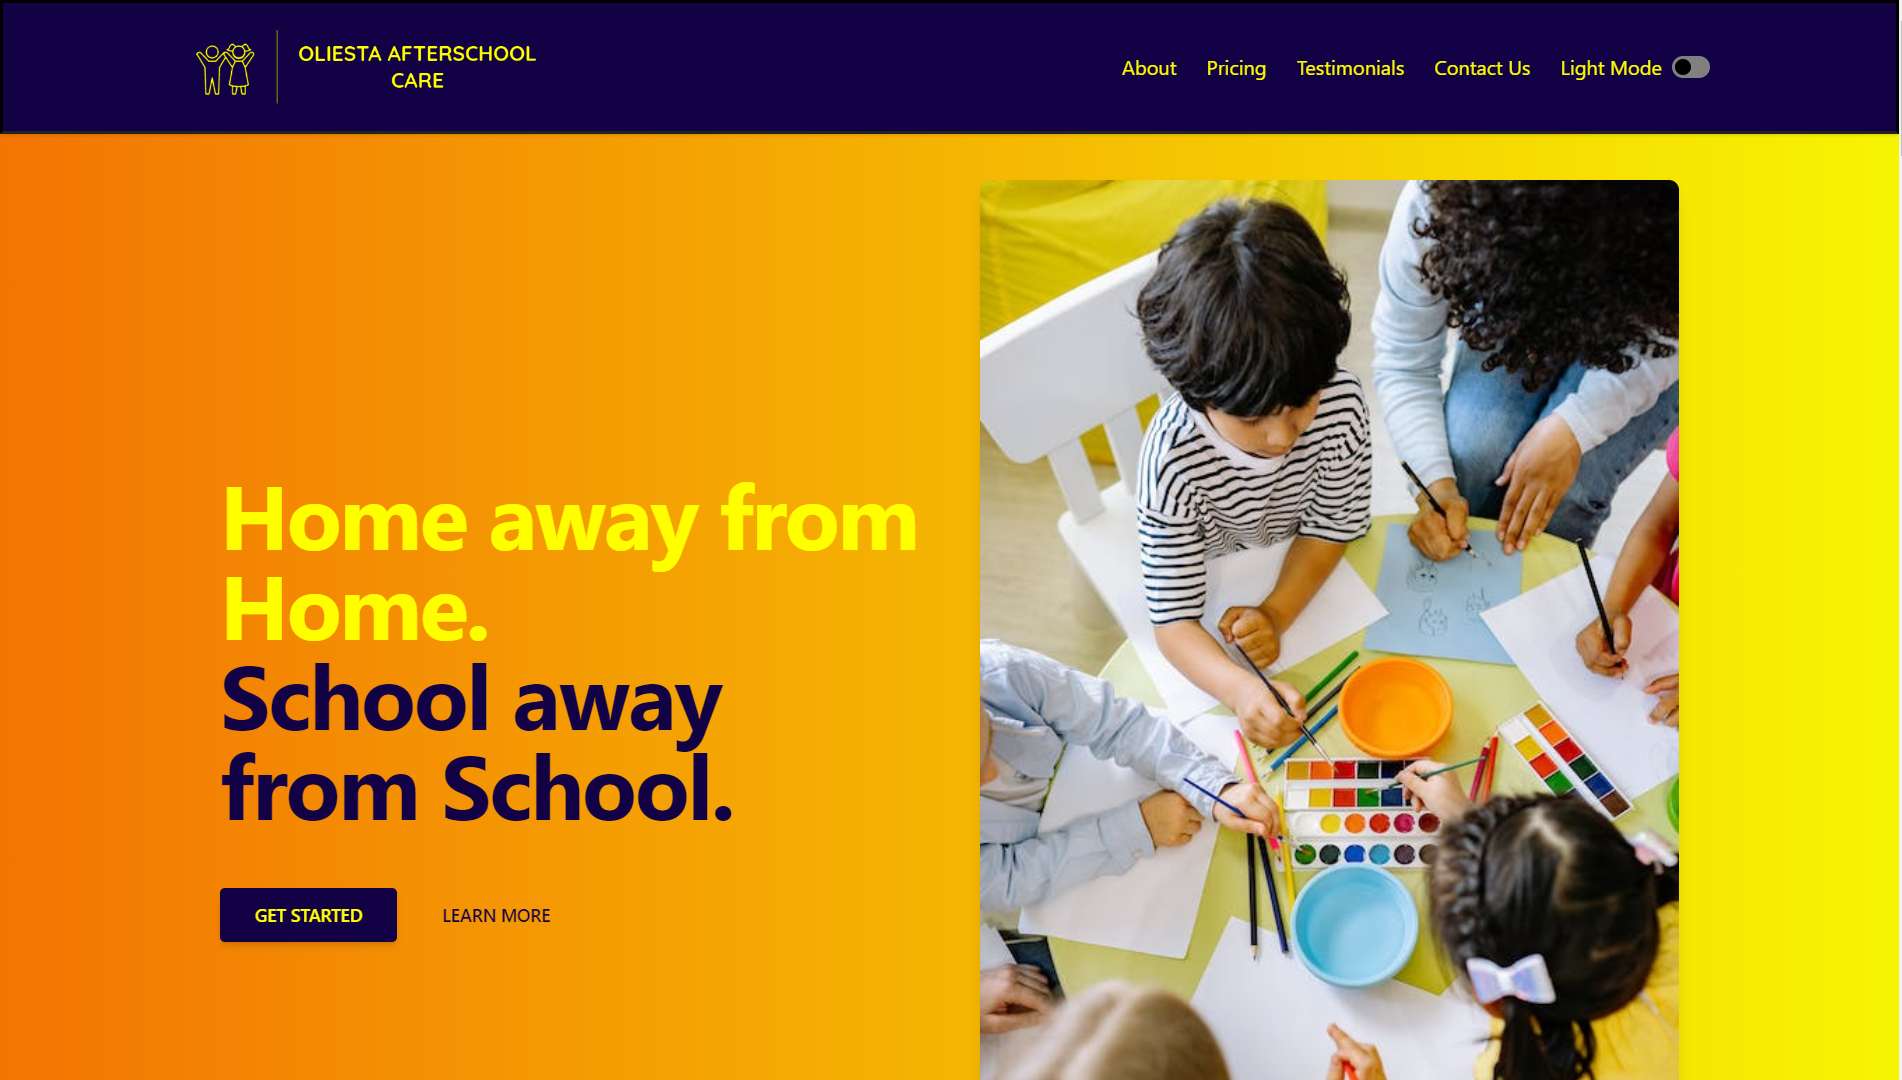 OLIESTA AFTERSCHOOL
CARE
About Pricing Testimonials Contact Us Light Mode
Home away from
Home.
School away
from School.
GET STARTED LEARN MORE